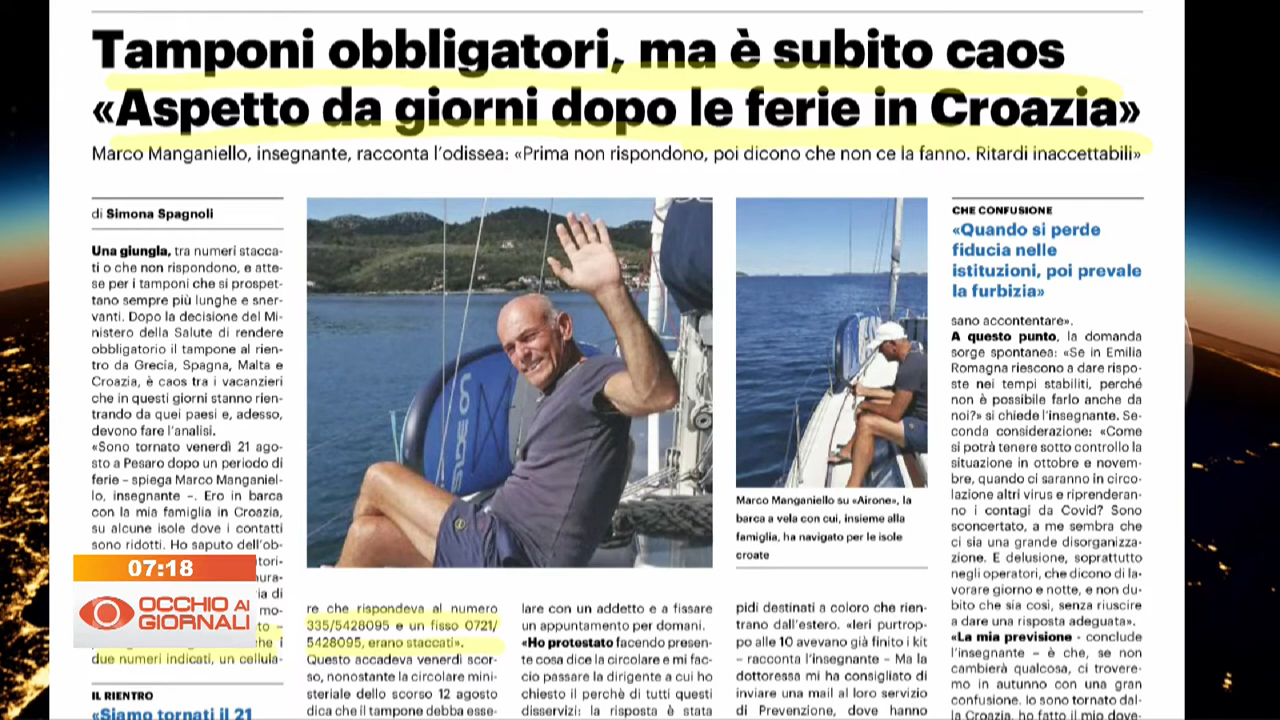 Tamponi obbligatori, ma è subito caos
«Aspetto da giorni dopo le ferie in Croazia»
Marco Manganiello, insegnante, racconta l'odissea: «Prima non rispondono, poi dicono che non ce la fanno. Ritardi inaccettabili»
di Simona Spagnoli
Una giungla, tra numeri stacca-
ti o che non rispondono, e atte-
se per i tamponi che si prospet-
tano sempre più lunghe e sner-
vanti. Dopo la decisione del Mi-
nistero della Salute di rendere
obbligatorio il tampone al rien-
tro da Grecia, Spagna, Malta e
Croazia, è caos tra i vacanzieri
che in questi giorni stanno rien-
trando da quei paesi e, adesso,
devono fare l'analisi.
«Sono tornato venerdì 21 ago-
sto a Pesaro dopo un periodo di
ferie – spiega Marco Manganiel-
lo, insegnante –. Ero in barca
con la mia famiglia in Croazia,
su alcune isole dove i contatti
sono ridotti. Ho saputo dell'ob-
tori-
ura-
ia di
mo-
to –
he i
due numeri indicati, un cellula-
IL RIENTRO
«Siamo tornati il 21
07:18
OCCHIO AI
GIORNALI
SIDE
re che rispondeva al numero
335/5428095 e un fisso 0721/
5428095, erano staccati».
Questo accadeva venerdì scor-
so, nonostante la circolare mini-
steriale dello scorso 12 agosto
dica che il tampone debba esse-
lare con un addetto e a fissare
un appuntamento per domani.
«Ho protestato facendo presen-
te cosa dice la circolare e mi fac-
cio passare la dirigente a cui ho
chiesto il perchè di tutti questi
disservizi: la risposta è stata
Marco Manganiello su «Airone», la
barca a vela con cui, insieme alla
famiglia, ha navigato per le isole
croate
pidi destinati a coloro che rien-
trano dall'estero. «Ieri purtrop-
po alle 10 avevano già finito i kit
– racconta l'insegnante – Ma la
dottoressa mi ha consigliato di
inviare una mail al loro servizio
di Prevenzione, dove hanno
CHE CONFUSIONE
«Quando si perde
fiducia nelle
istituzioni, poi prevale
la furbizia»
sano accontentare».
A questo punto, la domanda
sorge spontanea: «Se in Emilia
Romagna riescono a dare rispo-
ste nei tempi stabiliti, perché
non è possibile farlo anche da
noi?» si chiede l'insegnante. Se-
conda considerazione: «Come
si potrà tenere sotto controllo la
situazione in ottobre e novem-
bre, quando ci saranno in circo-
lazione altri virus e riprenderan-
no i contagi da Covid? Sono
sconcertato, a me sembra che
ci sia una grande disorganizza-
zione. E delusione, soprattutto
negli operatori, che dicono di la-
vorare giorno e notte, e non du-
bito che sia così, senza riuscire
a dare una risposta adeguata».
«La mia previsione - conclude
l'insegnante – è che, se non
cambierà qualcosa, ci trovere-
mo in autunno con una gran
confusione. Io sono tornato dal-
la Croazia, ho fatto il mio dove-